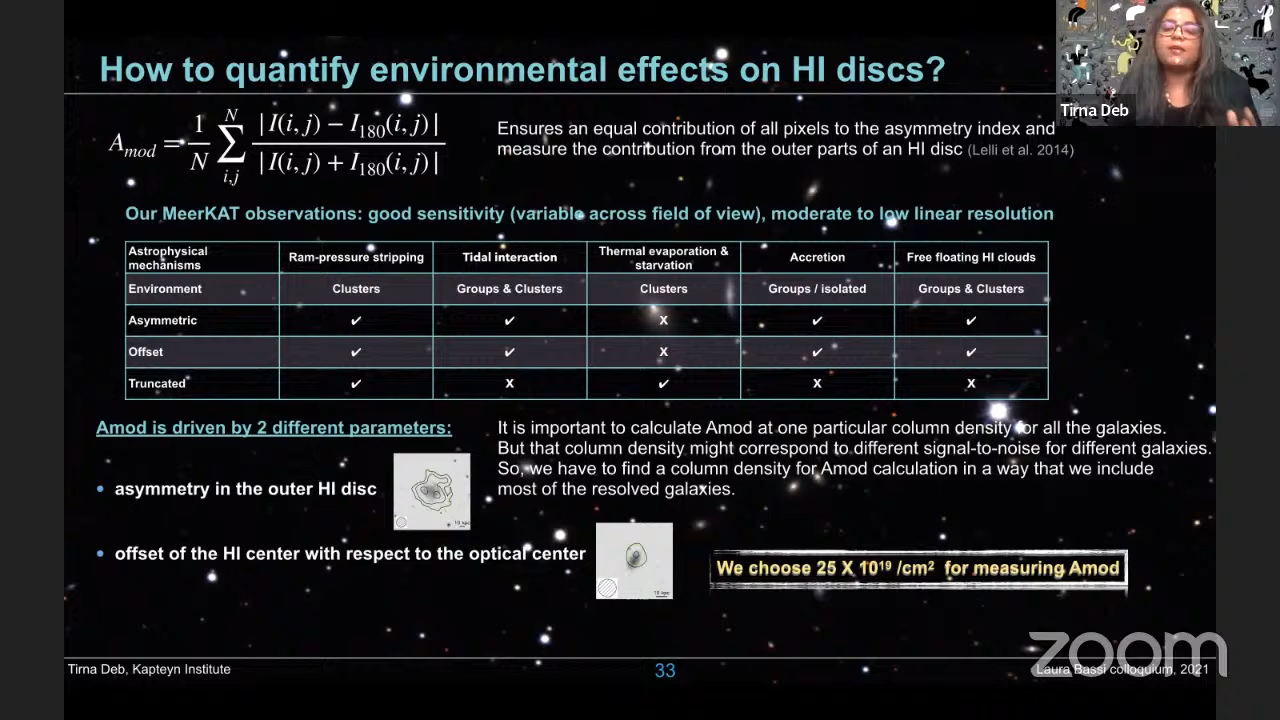 How to quantify environmental effects on HI discs?
Tirna Deb
A_mod = 1/N Σ_{i,j}^{N} |I(i, j) − I_180(i, j)| / |I(i, j) + I_180(i, j)|
Ensures an equal contribution of all pixels to the asymmetry index and
measure the contribution from the outer parts of an HI disc (Lelli et al. 2014)
Our MeerKAT observations: good sensitivity (variable across field of view), moderate to low linear resolution
Astrophysical mechanisms Ram-pressure stripping Tidal interaction Thermal evaporation & starvation Accretion Free floating HI clouds
Environment Clusters Groups & Clusters Clusters Groups / isolated Groups & Clusters
Asymmetric ✓ ✓ X ✓ ✓
Offset ✓ ✓ X ✓ ✓
Truncated ✓ X ✓ X X
Amod is driven by 2 different parameters:
It is important to calculate Amod at one particular column density for all the galaxies.
But that column density might correspond to different signal-to-noise for different galaxies.
So, we have to find a column density for Amod calculation in a way that we include
most of the resolved galaxies.
• asymmetry in the outer HI disc
10 kpc
• offset of the HI center with respect to the optical center
10 kpc
We choose 25 X 10¹⁹ /cm² for measuring Amod
zoom
Tirna Deb, Kapteyn Institute
33
Laura Bassi colloquium, 2021